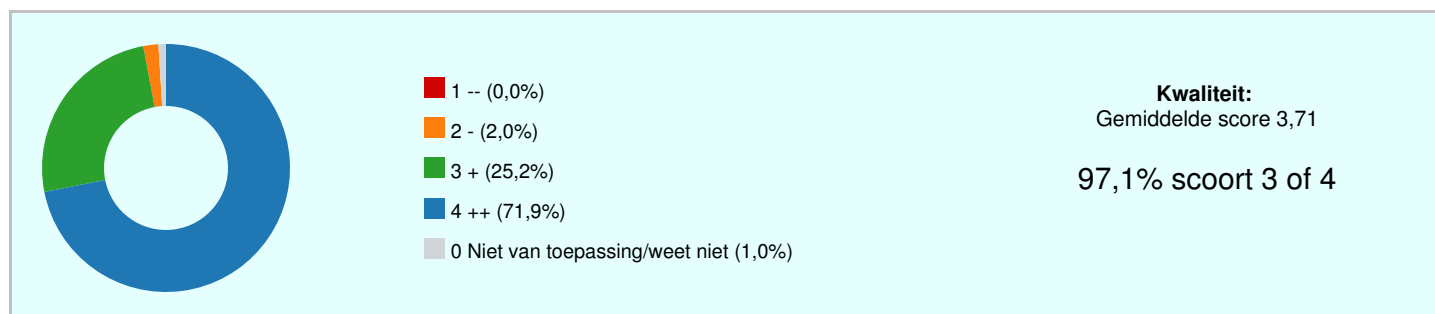 1 -- (0,0%)
2 - (2,0%)
3 + (25,2%)
4 ++ (71,9%)
0 Niet van toepassing/weet niet (1,0%)
Kwaliteit:
Gemiddelde score 3,71
97,1% scoort 3 of 4